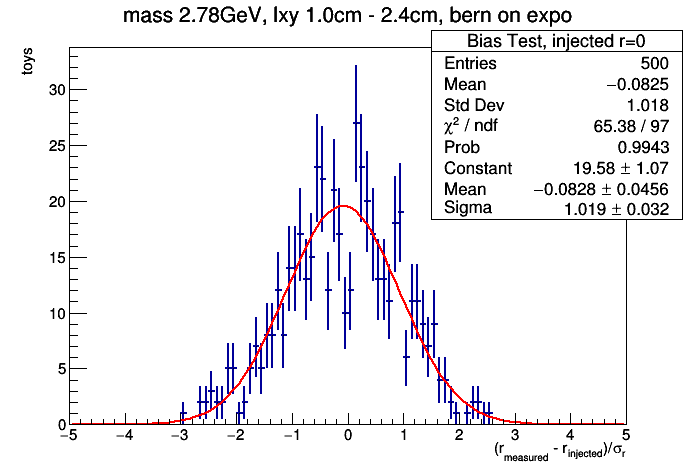 mass 2.78GeV, lxy 1.0cm - 2.4cm, bern on expo
toys
Bias Test, injected r=0
Entries 500
Mean −0.0825
Std Dev 1.018
χ² / ndf 65.38 / 97
Prob 0.9943
Constant 19.58 ± 1.07
Mean −0.0828 ± 0.0456
Sigma 1.019 ± 0.032
30
25
20
15
10
5
0
−5 −4 −3 −2 −1 0 1 2 3 4 5
(r_measured - r_injected)/σ_r